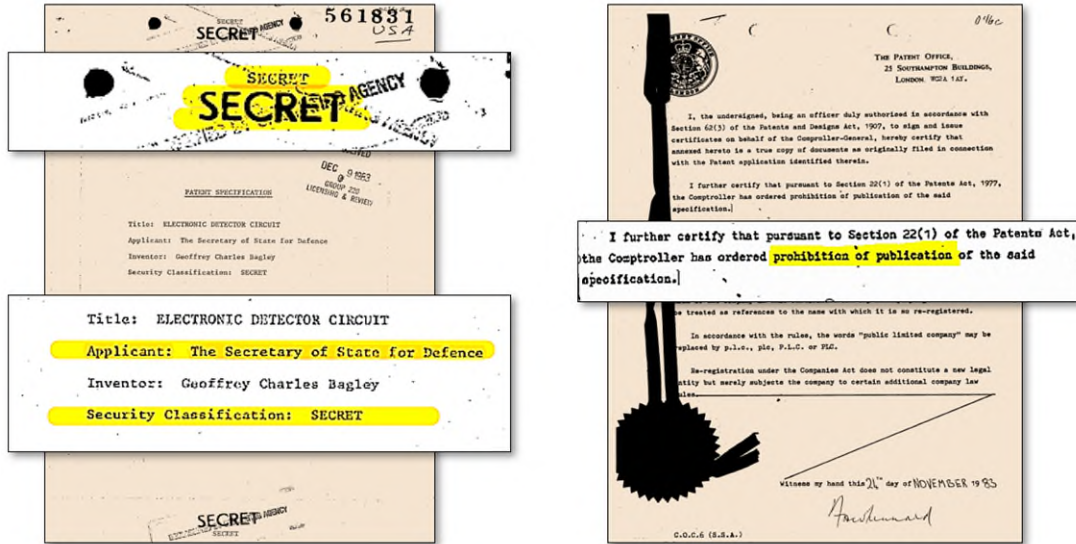 SECRET
SECRET
561831
USA
SECRET
SECRET
AGENCY
DEC 9 1983
GROUP 220
LICENSING & REVIEW
PATENT SPECIFICATION
Title: ELECTRONIC DETECTOR CIRCUIT
Applicant: The Secretary of State for Defence
Inventor: Geoffrey Charles Bagley
Security Classification: SECRET
Title: ELECTRONIC DETECTOR CIRCUIT
Applicant: The Secretary of State for Defence
Inventor: Geoffrey Charles Bagley
Security Classification: SECRET
SECRET
AGENCY
SECRET
THE PATENT OFFICE,
25 SOUTHAMPTON BUILDINGS,
LONDON, WC2A 1AY.
I, the undersigned, being an officer duly authorised in accordance with
Section 62(3) of the Patents and Designs Act, 1907, to sign and issue
certificates on behalf of the Comptroller-General, hereby certify that
annexed hereto is a true copy of documents as originally filed in connection
with the Patent application identified therein.
I further certify that pursuant to Section 22(1) of the Patents Act, 1977,
the Comptroller has ordered prohibition of publication of the said
specification.
I further certify that pursuant to Section 22(1) of the Patents Act,
the Comptroller has ordered prohibition of publication of the said
specification.
be treated as references to the name with which it is so re-registered.
In accordance with the rules, the words "public limited company" may be
replaced by p.l.c., plc, P.L.C. or PLC.
Re-registration under the Companies Act does not constitute a new legal
entity but merely subjects the company to certain additional company law
rules.
Witness my hand this 24th day of NOVEMBER 1983
C.O.C.6 (S.S.A.)